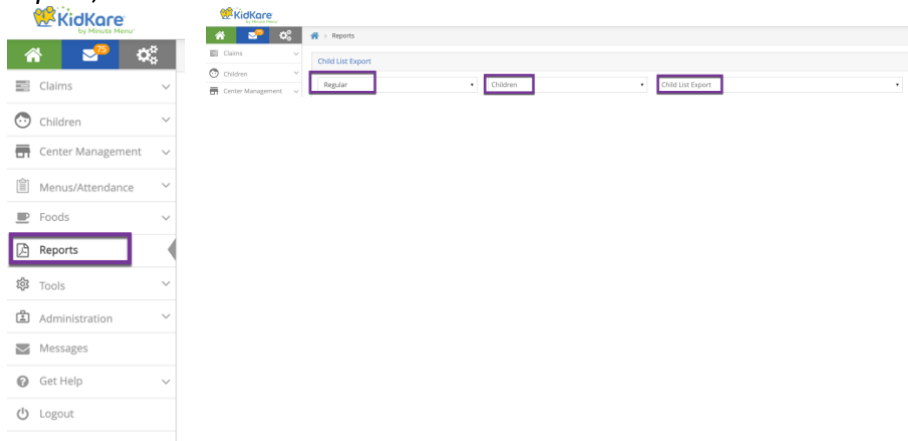 KidKare
by Minute Menu
75
Claims
Children
Center Management
Menus/Attendance
Foods
Reports
Tools
Administration
Messages
Get Help
Logout
KidKare
by Minute Menu
> Reports
Claims
Children
Center Management
Child List Export
Regular
Children
Child List Export